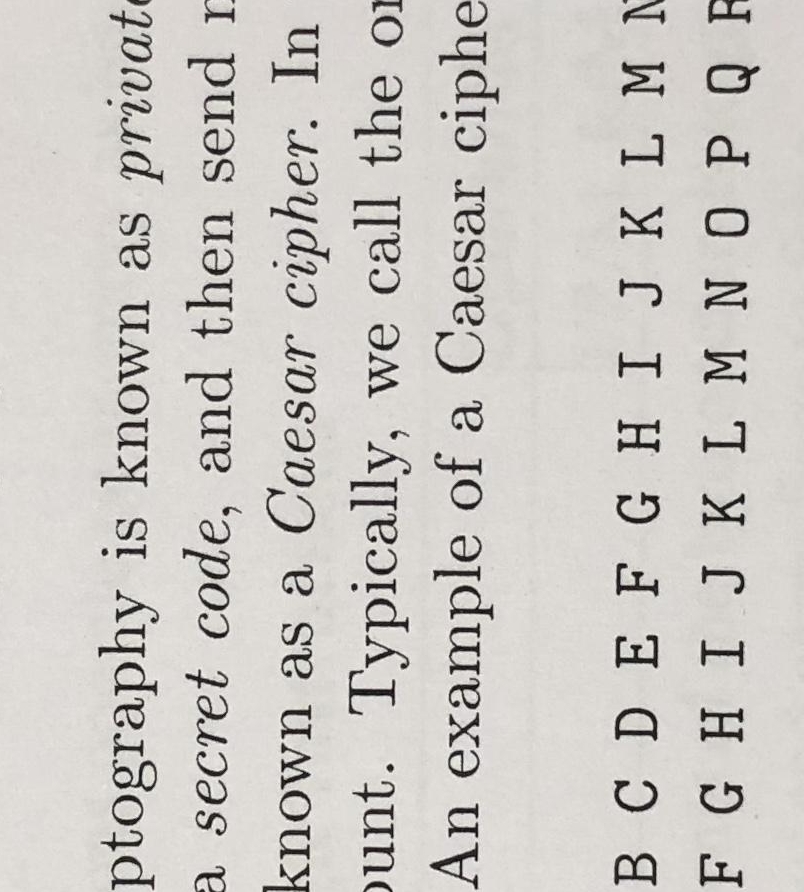 ptography is known as private
a secret code, and then send
known as a Caesar cipher. In
ount. Typically, we call the
An example of a Caesar ciphe
B C D E F G H I J K L M N
F G H I J K L M N O P Q R